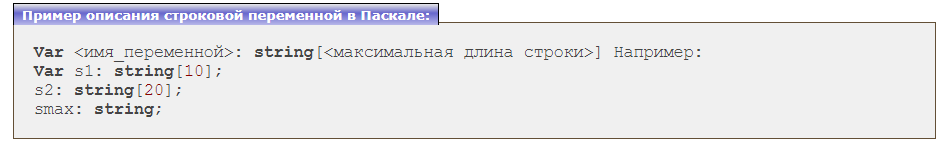 Пример описания строковой переменной в Паскале:
Var <имя_переменной>: string[<максимальная длина строки>] Например:
Var s1: string[10];
s2: string[20];
smax: string;